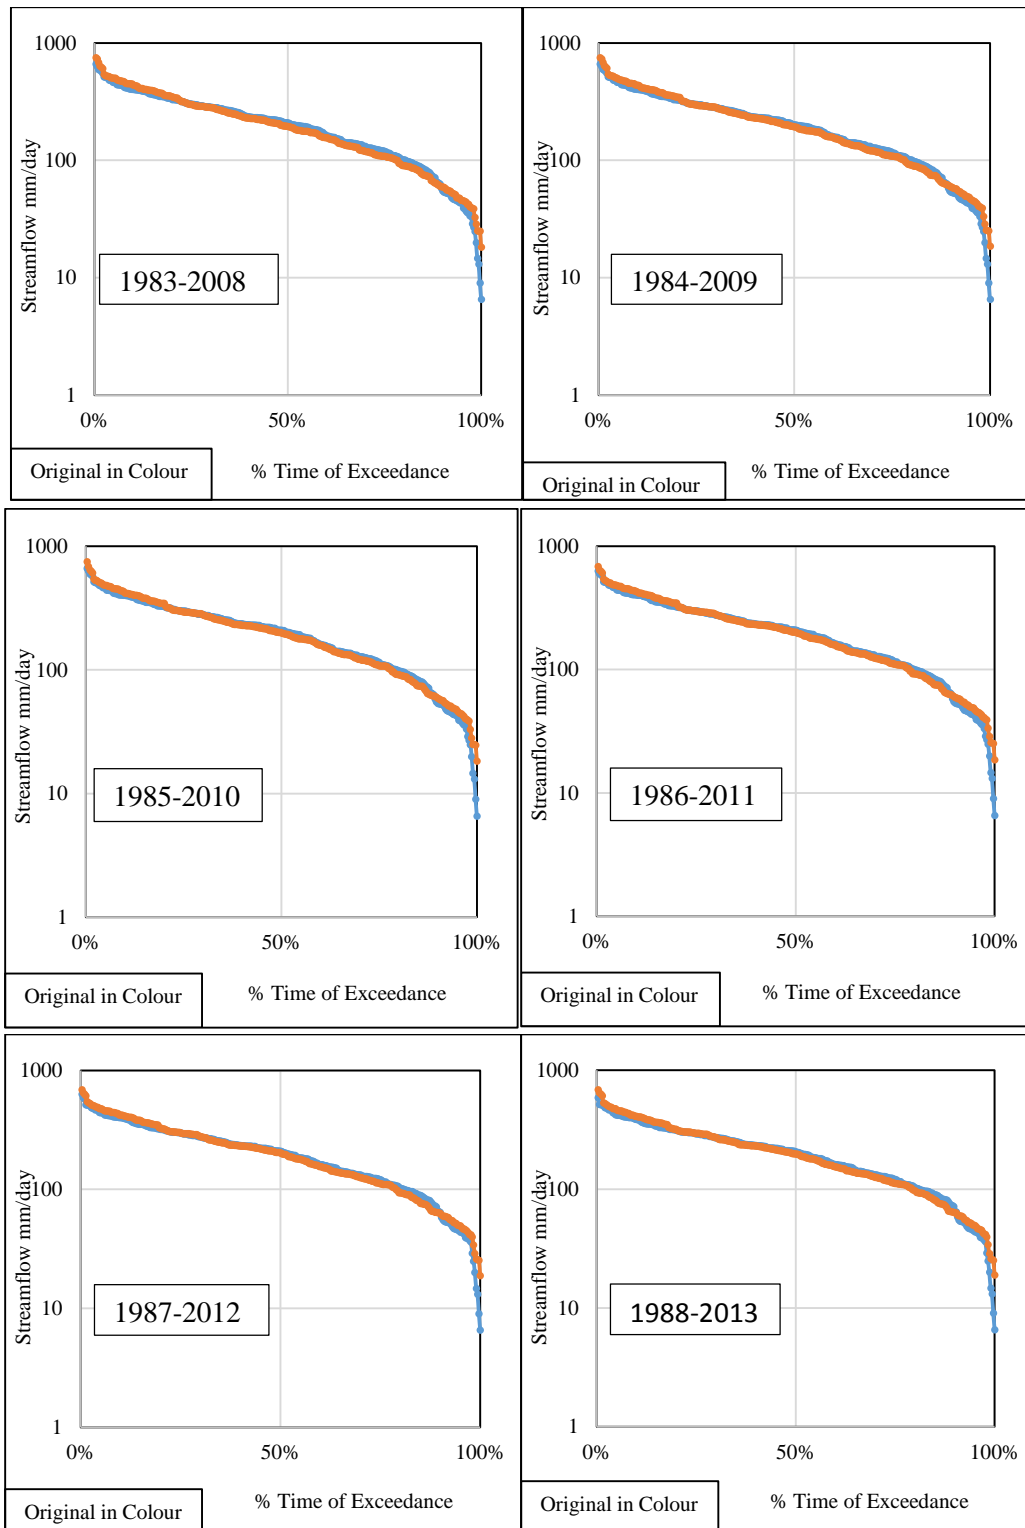 1000
100
10
1
Streamflow mm/day
1983-2008
0%
50%
100%
Original in Colour
% Time of Exceedance
1000
100
10
1
Streamflow mm/day
1984-2009
0%
50%
100%
Original in Colour
% Time of Exceedance
1000
100
10
1
Streamflow mm/day
1985-2010
0%
50%
100%
Original in Colour
% Time of Exceedance
1000
100
10
1
Streamflow mm/day
1986-2011
0%
50%
100%
Original in Colour
% Time of Exceedance
1000
100
10
1
Streamflow mm/day
1987-2012
0%
50%
100%
Original in Colour
% Time of Exceedance
1000
100
10
1
Streamflow mm/day
1988-2013
0%
50%
100%
Original in Colour
% Time of Exceedance